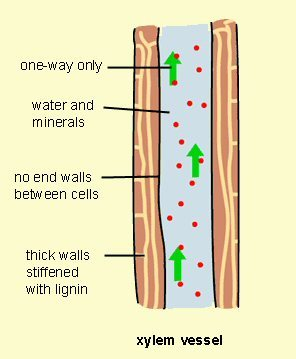 one-way only
water and
minerals
no end walls
between cells
thick walls
stiffened
with lignin
xylem vessel